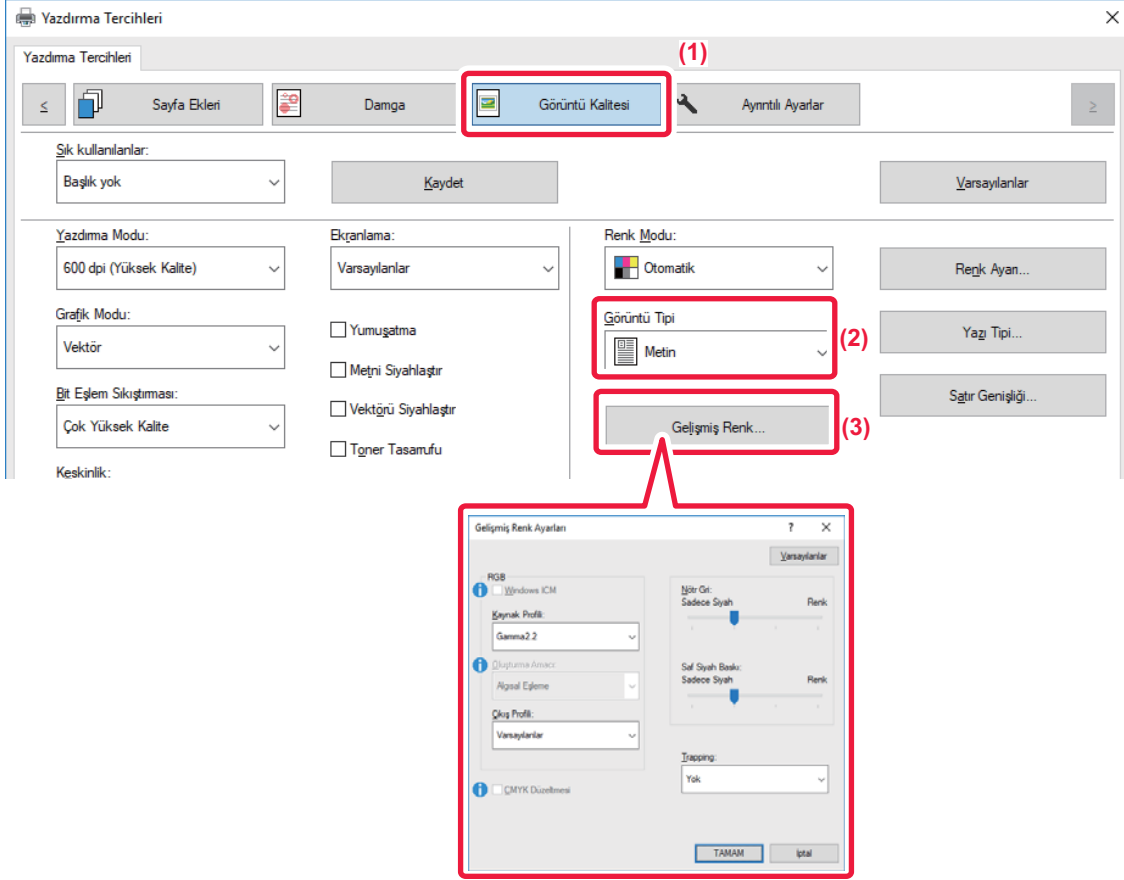 Yazdırma Tercihleri
Yazdırma Tercihleri
(1)
<
Sayfa Ekleri
Damga
Görüntü Kalitesi
Ayrıntılı Ayarlar
>
Sık kullanılanlar:
Başlık yok
Kaydet
Varsayılanlar
Yazdırma Modu:
600 dpi (Yüksek Kalite)
Ekranlama:
Varsayılanlar
Renk Modu:
Otomatik
Renk Ayarı...
Grafik Modu:
Vektör
Yumuşatma
Görüntü Tipi
Metin
(2)
Yazı Tipi...
Metni Siyahlaştır
Bit Eşlem Sıkıştırması:
Çok Yüksek Kalite
Vektörü Siyahlaştır
Satır Genişliği...
Gelişmiş Renk...
(3)
Toner Tasarrufu
Keskinlik:
Gelişmiş Renk Ayarları
?
Varsayılanlar
RGB
Windows ICM
Kaynak Profili:
Gamma2.2
Oluşturma Amacı:
Algısal Eşleme
Çıkış Profili:
Varsayılanlar
CMYK Düzeltmesi
Nötr Gri:
Sadece Siyah
Renk
Saf Siyah Baskı:
Sadece Siyah
Renk
Trapping:
Yok
TAMAM
İptal